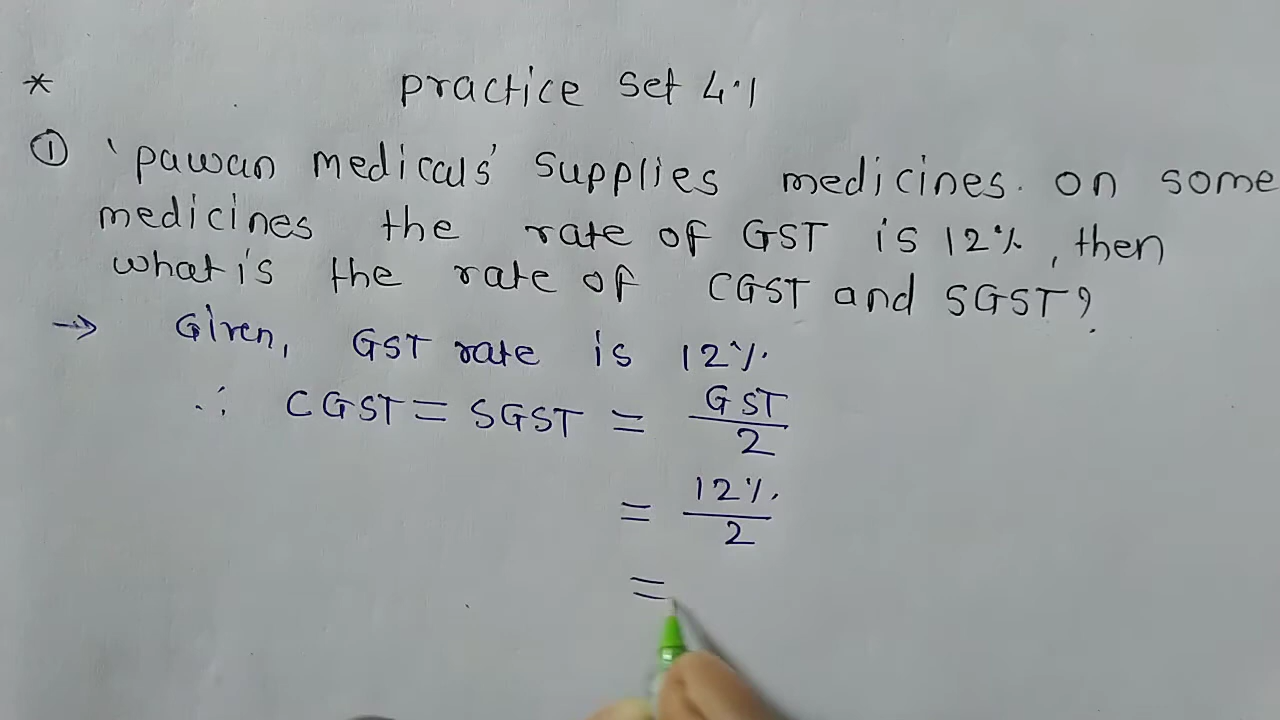 * Practice Set 4.1
① 'Pawan medicals' supplies medicines. on some
medicines the rate of GST is 12%, then
what is the rate of CGST and SGST?
→ Given, GST rate is 12%.
∴ CGST = SGST = GST/2
= 12%/2
=